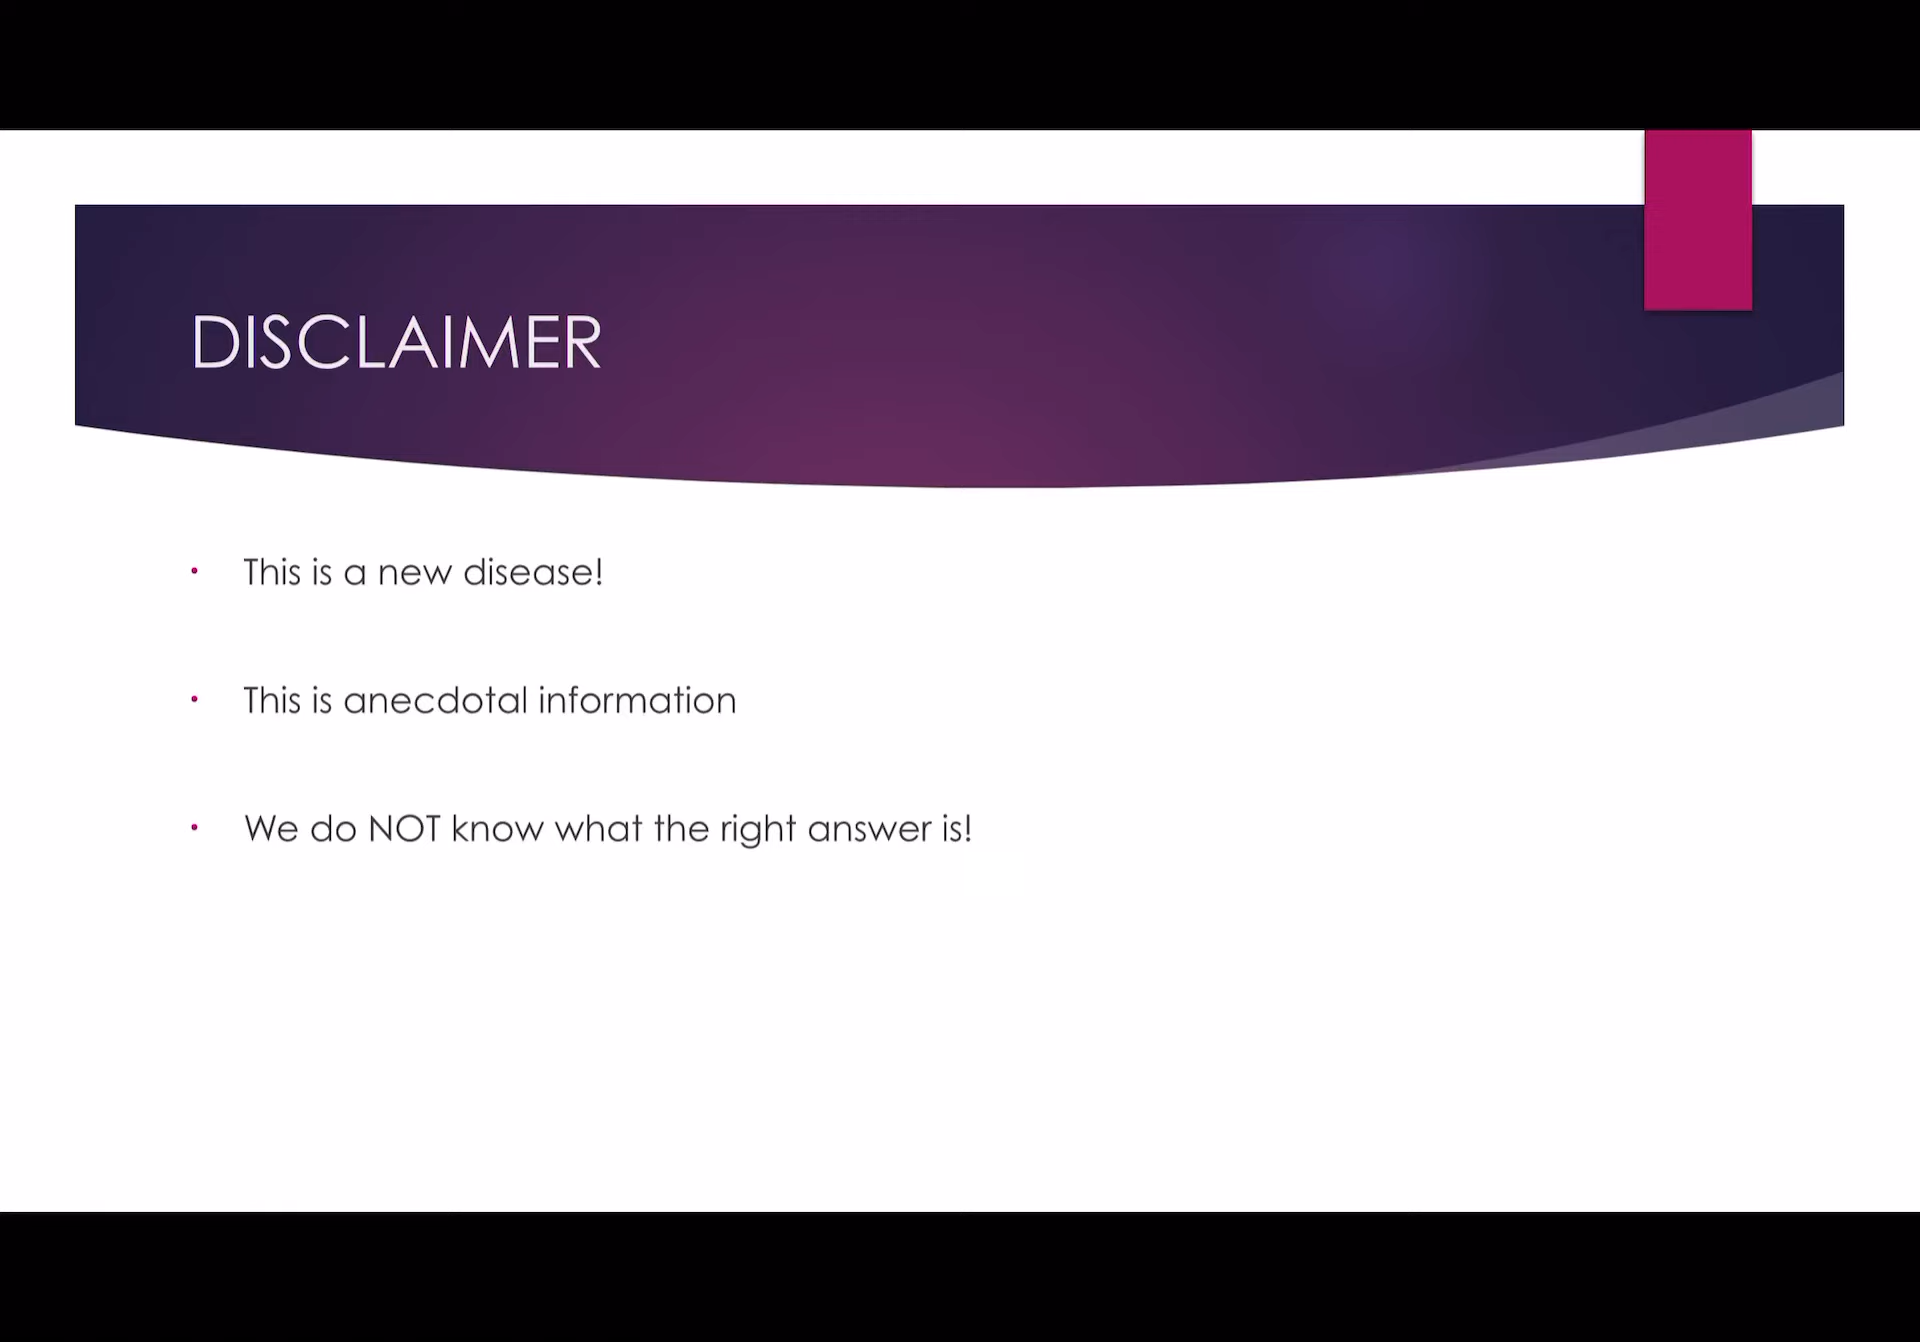 DISCLAIMER
This is a new disease!
This is anecdotal information
We do NOT know what the right answer is!